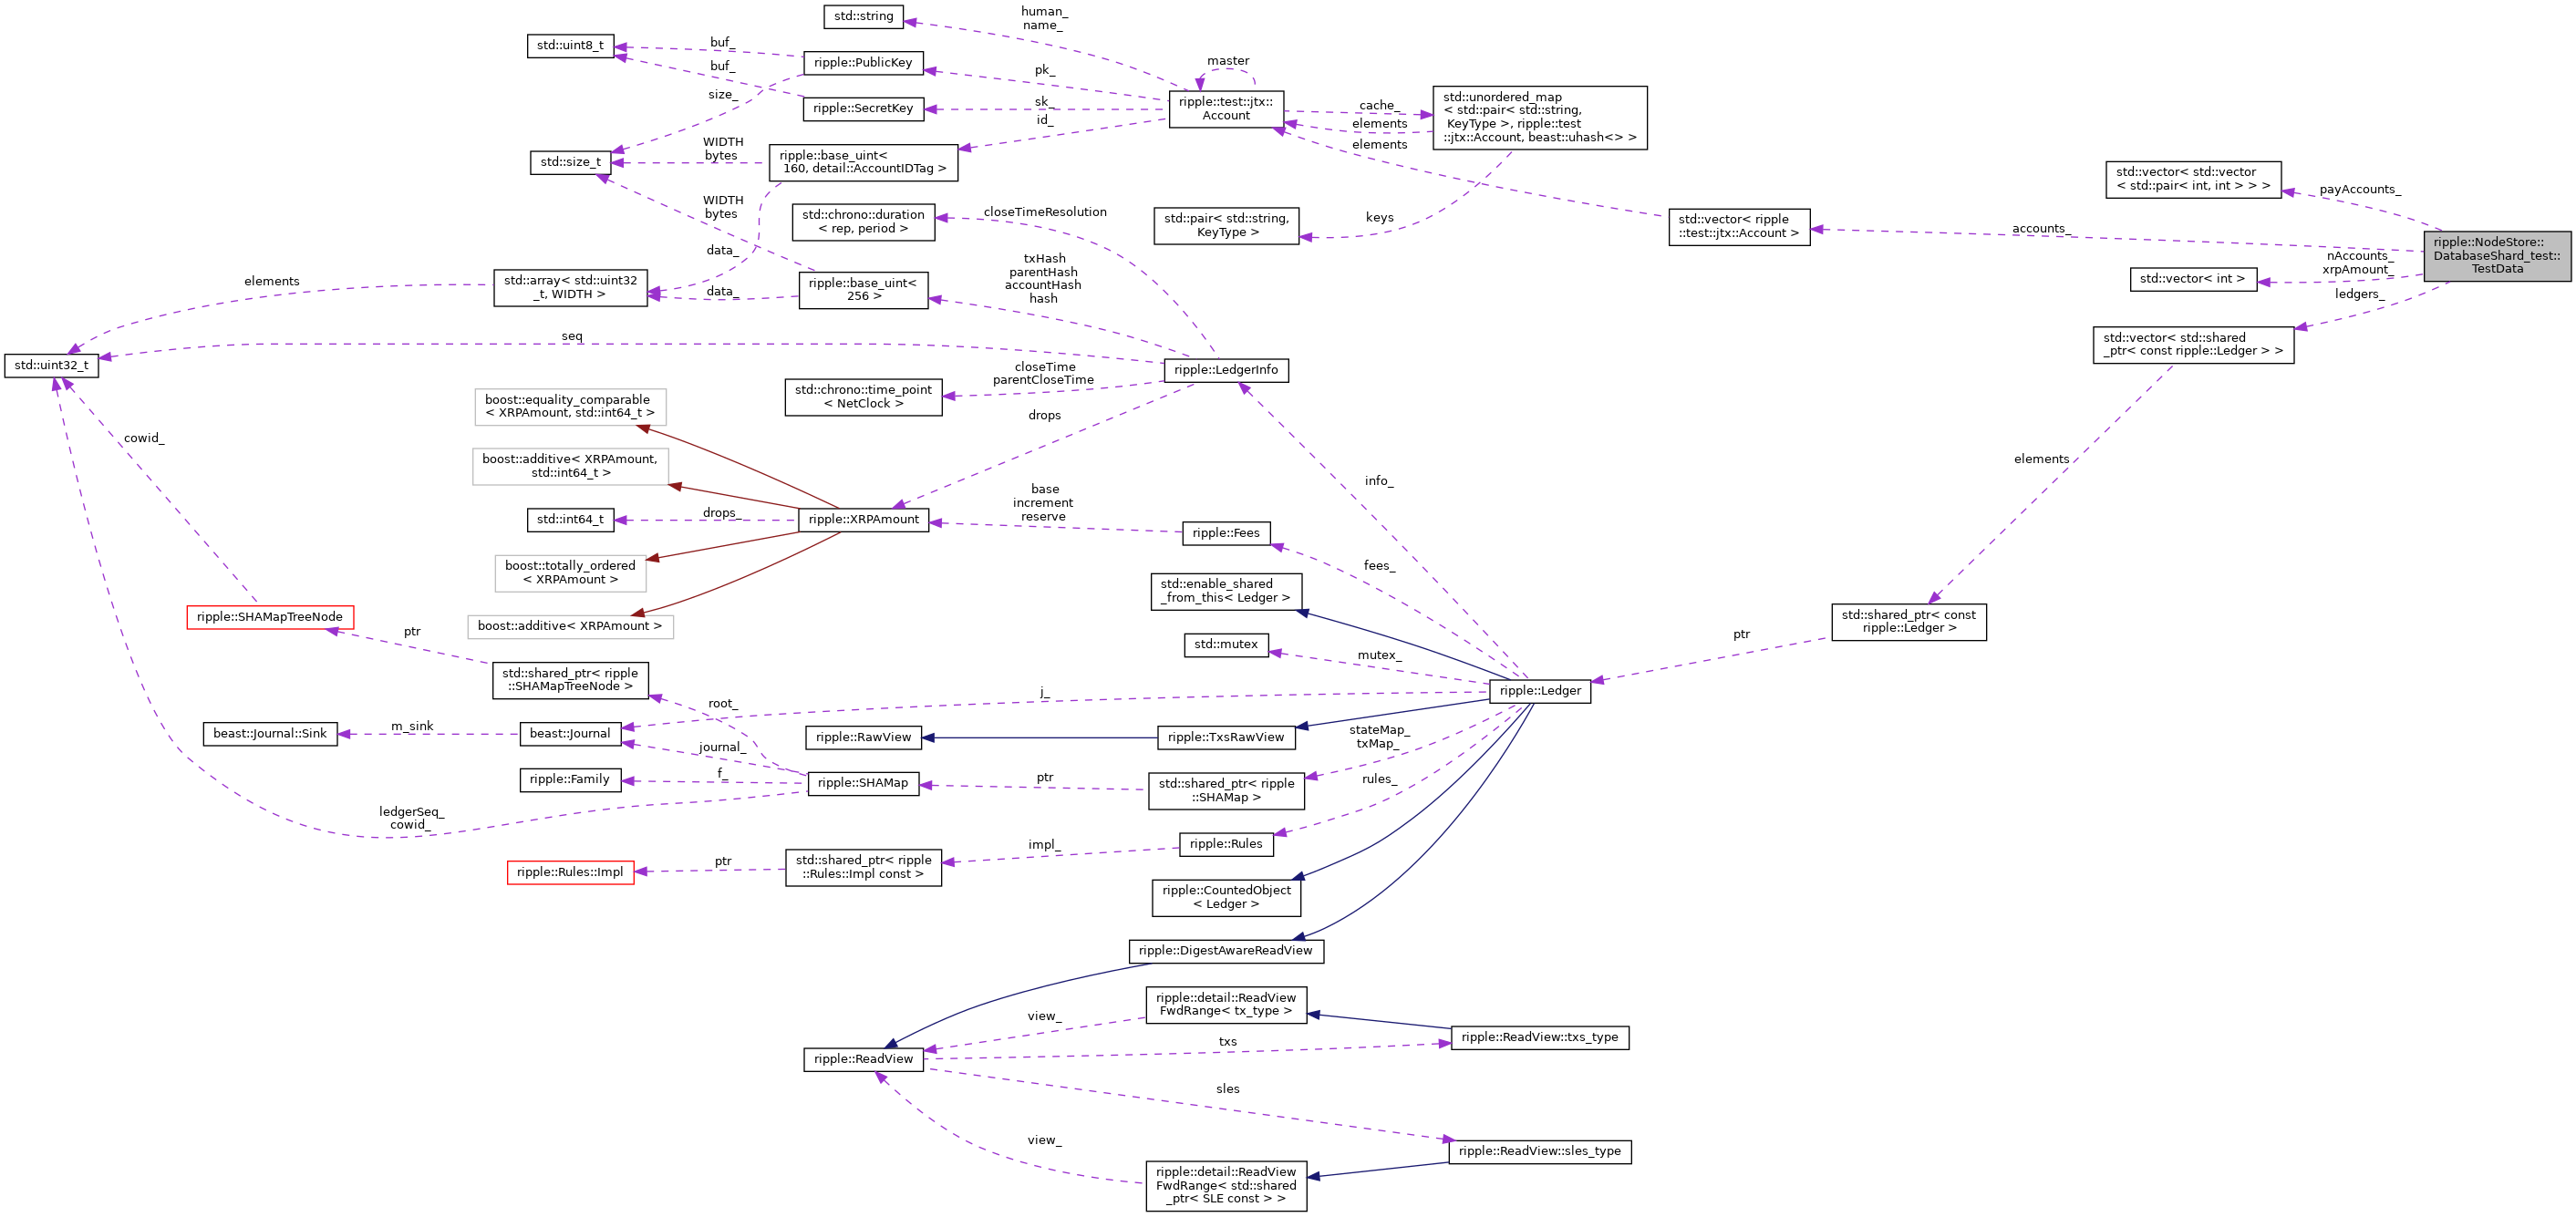 std::string
human_
name_
std::uint8_t
buf_
ripple::PublicKey
pk_
master
buf_
size_
ripple::SecretKey
sk_
id_
ripple::test::jtx::
Account
cache_
elements
elements
std::unordered_map
< std::pair< std::string,
KeyType >, ripple::test
::jtx::Account, beast::uhash<> >
std::size_t
WIDTH
bytes
ripple::base_uint<
160, detail::AccountIDTag >
WIDTH
bytes
std::chrono::duration
< rep, period >
closeTimeResolution
std::pair< std::string,
KeyType >
keys
std::vector< ripple
::test::jtx::Account >
std::vector< std::vector
< std::pair< int, int > > >
payAccounts_
accounts_
ripple::NodeStore::
DatabaseShard_test::
TestData
nAccounts_
xrpAmount_
std::vector< int >
ledgers_
data_
elements
std::array< std::uint32
_t, WIDTH >
data_
ripple::base_uint<
256 >
txHash
parentHash
accountHash
hash
std::vector< std::shared
_ptr< const ripple::Ledger > >
seq
std::uint32_t
ripple::LedgerInfo
closeTime
parentCloseTime
std::chrono::time_point
< NetClock >
boost::equality_comparable
< XRPAmount, std::int64_t >
drops
cowid_
boost::additive< XRPAmount,
std::int64_t >
elements
info_
std::int64_t
drops_
ripple::XRPAmount
base
increment
reserve
ripple::Fees
boost::totally_ordered
< XRPAmount >
fees_
std::enable_shared
_from_this< Ledger >
ripple::SHAMapTreeNode
boost::additive< XRPAmount >
std::shared_ptr< const
ripple::Ledger >
ptr
ptr
std::mutex
mutex_
std::shared_ptr< ripple
::SHAMapTreeNode >
j_
ripple::Ledger
root_
beast::Journal::Sink
m_sink
beast::Journal
ripple::RawView
ripple::TxsRawView
stateMap_
txMap_
journal_
ripple::Family
f_
ripple::SHAMap
ptr
std::shared_ptr< ripple
::SHAMap >
rules_
ledgerSeq_
cowid_
ripple::Rules
impl_
ripple::Rules::Impl
ptr
std::shared_ptr< ripple
::Rules::Impl const >
ripple::CountedObject
< Ledger >
ripple::DigestAwareReadView
ripple::detail::ReadView
FwdRange< tx_type >
view_
ripple::ReadView::txs_type
txs
ripple::ReadView
sles
view_
ripple::ReadView::sles_type
ripple::detail::ReadView
FwdRange< std::shared
_ptr< SLE const > >